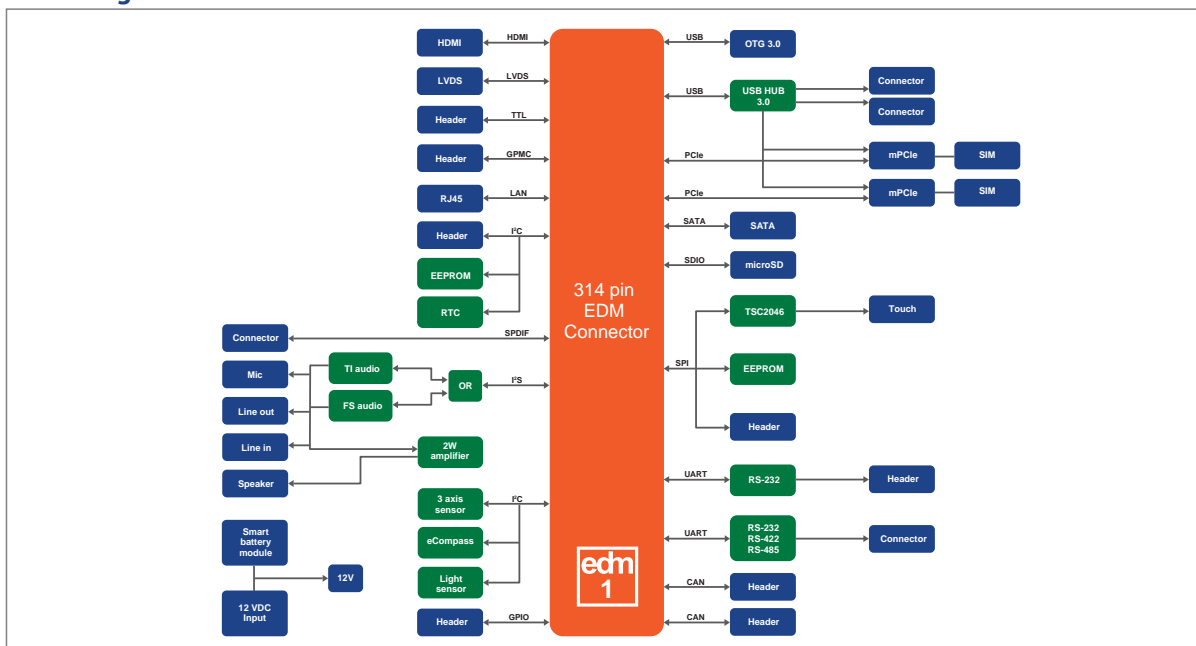 HDMI
HDMI
LVDS
LVDS
Header
TTL
Header
GPMC
RJ45
LAN
Header
I²C
EEPROM
RTC
Connector
SPDIF
Mic
TI audio
OR
I²S
Line out
FS audio
Line in
2W
amplifier
Speaker
3 axis
sensor
I²C
eCompass
Light
sensor
Smart
battery
module
12V
12 VDC
Input
Header
GPIO
314 pin
EDM
Connector
edm
1
USB
OTG 3.0
USB
USB HUB
3.0
Connector
Connector
PCIe
mPCIe
SIM
PCIe
mPCIe
SIM
SATA
SATA
SDIO
microSD
SPI
TSC2046
Touch
EEPROM
Header
UART
RS-232
Header
UART
RS-232
RS-422
RS-485
Connector
CAN
Header
CAN
Header